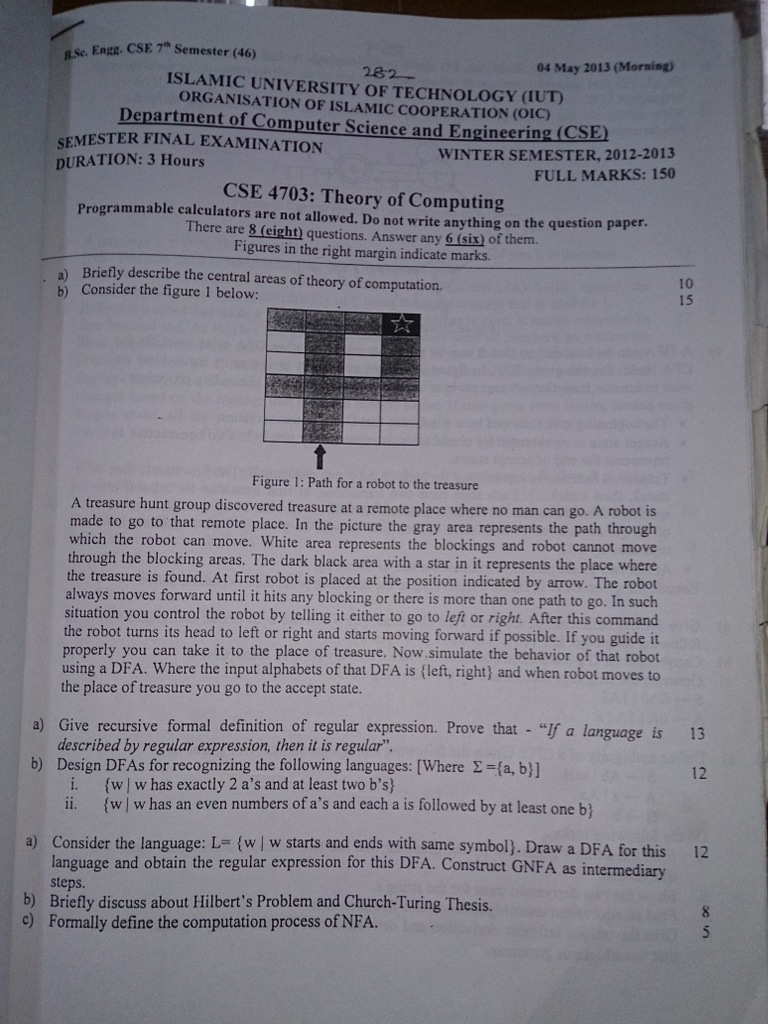 B.Sc. Engg. CSE 7th Semester (46)
04 May 2013 (Morning)
282
ISLAMIC UNIVERSITY OF TECHNOLOGY (IUT)
ORGANISATION OF ISLAMIC COOPERATION (OIC)
Department of Computer Science and Engineering (CSE)
SEMESTER FINAL EXAMINATION
WINTER SEMESTER, 2012-2013
DURATION: 3 Hours
FULL MARKS: 150
CSE 4703: Theory of Computing
Programmable calculators are not allowed. Do not write anything on the question paper.
There are 8 (eight) questions. Answer any 6 (six) of them.
Figures in the right margin indicate marks.
a) Briefly describe the central areas of theory of computation. 10
b) Consider the figure 1 below: 15
Figure 1: Path for a robot to the treasure
A treasure hunt group discovered treasure at a remote place where no man can go. A robot is
made to go to that remote place. In the picture the gray area represents the path through
which the robot can move. White area represents the blockings and robot cannot move
through the blocking areas. The dark black area with a star in it represents the place where
the treasure is found. At first robot is placed at the position indicated by arrow. The robot
always moves forward until it hits any blocking or there is more than one path to go. In such
situation you control the robot by telling it either to go to left or right. After this command
the robot turns its head to left or right and starts moving forward if possible. If you guide it
properly you can take it to the place of treasure. Now simulate the behavior of that robot
using a DFA. Where the input alphabets of that DFA is {left, right} and when robot moves to
the place of treasure you go to the accept state.
a) Give recursive formal definition of regular expression. Prove that - "If a language is 13
described by regular expression, then it is regular".
b) Design DFAs for recognizing the following languages: [Where Σ ={a, b}] 12
i. {w | w has exactly 2 a's and at least two b's}
ii. {w | w has an even numbers of a's and each a is followed by at least one b}
a) Consider the language: L= {w | w starts and ends with same symbol}. Draw a DFA for this 12
language and obtain the regular expression for this DFA. Construct GNFA as intermediary
steps.
b) Briefly discuss about Hilbert's Problem and Church-Turing Thesis. 8
c) Formally define the computation process of NFA. 5